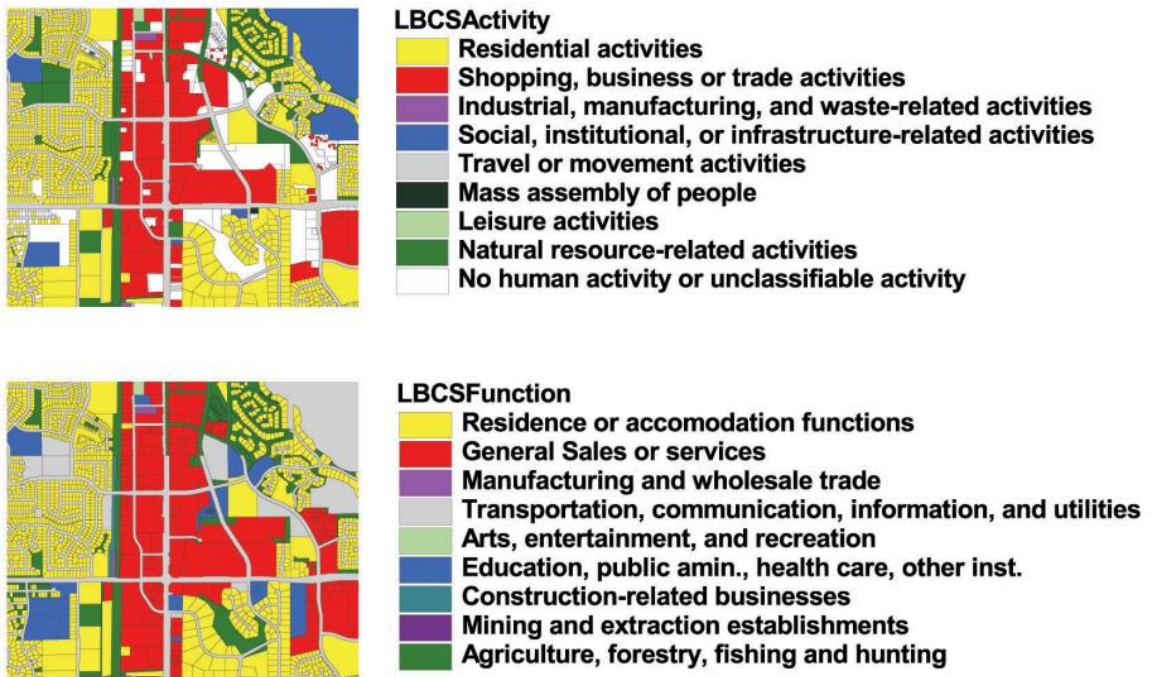 LBCSActivity
Residential activities
Shopping, business or trade activities
Industrial, manufacturing, and waste-related activities
Social, institutional, or infrastructure-related activities
Travel or movement activities
Mass assembly of people
Leisure activities
Natural resource-related activities
No human activity or unclassifiable activity
LBCSFunction
Residence or accomodation functions
General Sales or services
Manufacturing and wholesale trade
Transportation, communication, information, and utilities
Arts, entertainment, and recreation
Education, public amin., health care, other inst.
Construction-related businesses
Mining and extraction establishments
Agriculture, forestry, fishing and hunting